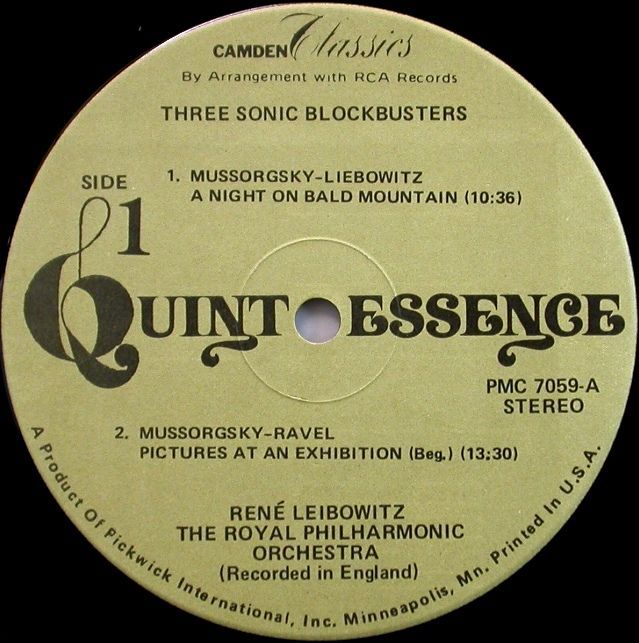 CAMDEN Classics
By Arrangement with RCA Records
THREE SONIC BLOCKBUSTERS
SIDE
1
1. MUSSORGSKY-LIEBOWITZ
A NIGHT ON BALD MOUNTAIN (10:36)
QUINTESSENCE
PMC 7059-A
STEREO
2. MUSSORGSKY-RAVEL
PICTURES AT AN EXHIBITION (Beg.) (13:30)
RENÉ LEIBOWITZ
THE ROYAL PHILHARMONIC
ORCHESTRA
(Recorded in England)
A Product Of Pickwick International, Inc. Minneapolis, Mn. Printed In U.S.A.